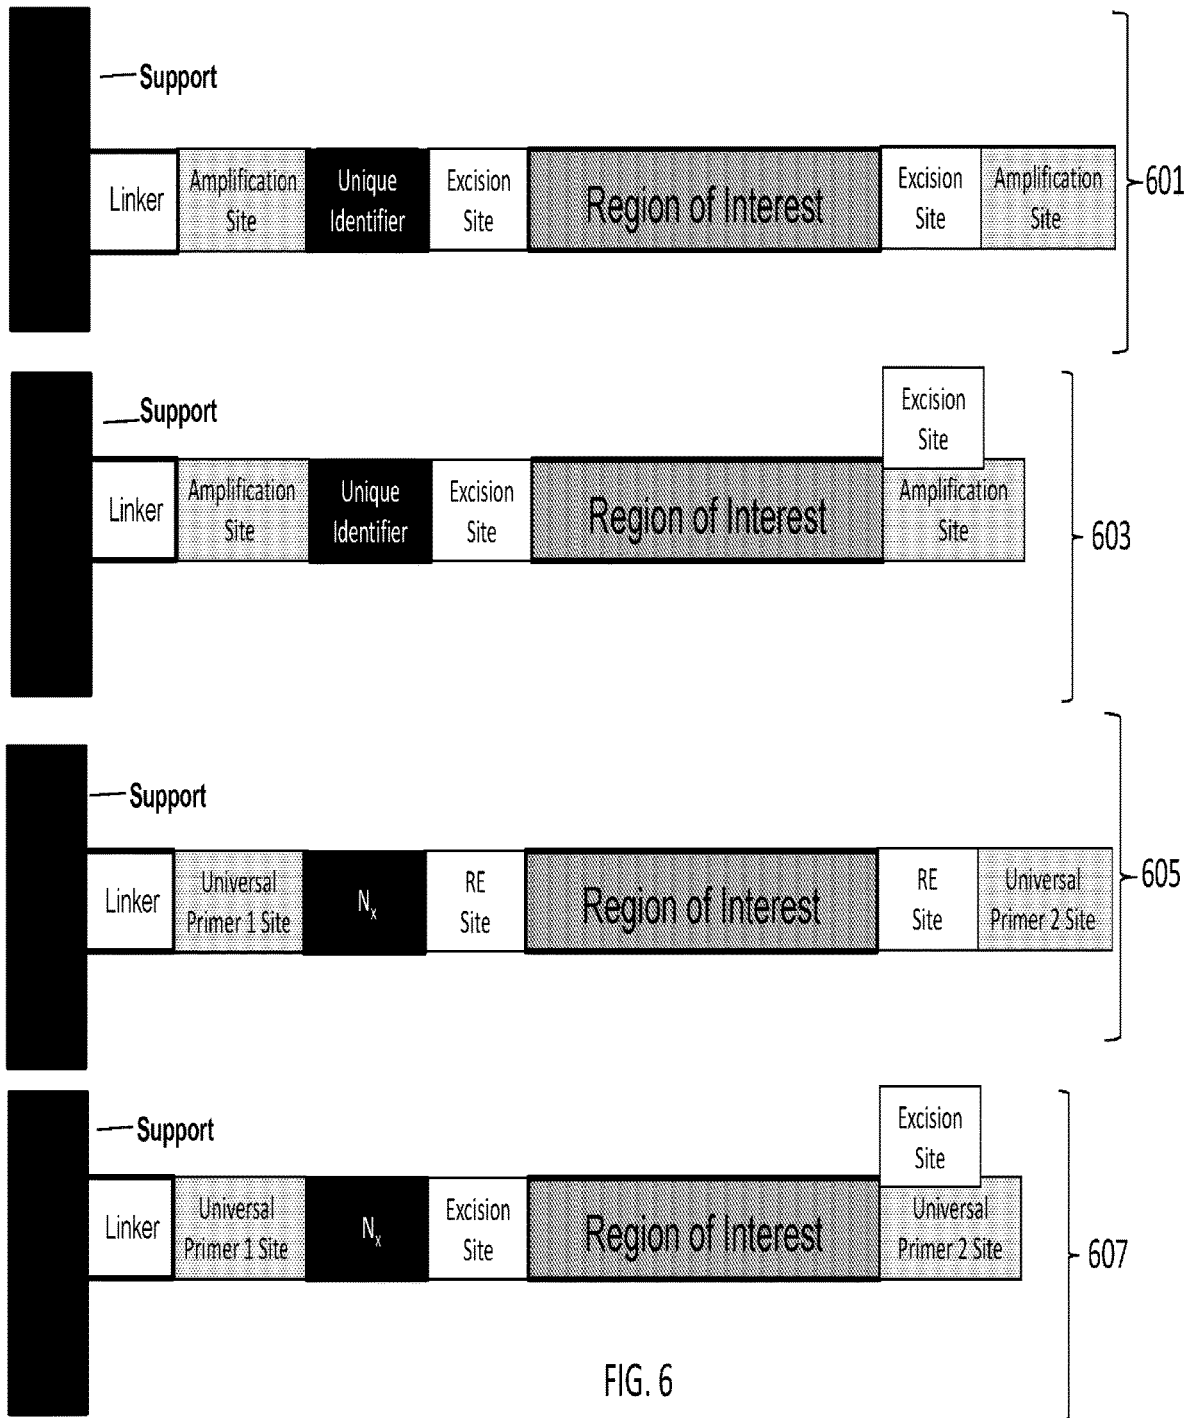 Support
Linker
Amplification
Site
Unique
Identifier
Excision
Site
Region of Interest
Excision
Site
Amplification
Site
601
Support
Excision
Site
Linker
Amplification
Site
Unique
Identifier
Excision
Site
Region of Interest
Amplification
Site
603
Support
Linker
Universal
Primer 1 Site
Nx
RE
Site
Region of Interest
RE
Site
Universal
Primer 2 Site
605
Support
Excision
Site
Linker
Universal
Primer 1 Site
Nx
Excision
Site
Region of Interest
Universal
Primer 2 Site
607
FIG. 6